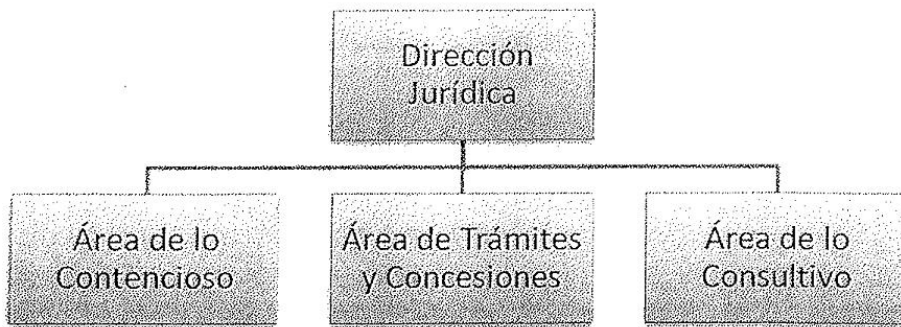 Dirección
Jurídica
Área de lo
Contencioso
Área de Trámites
y Concesiones
Área de lo
Consultivo